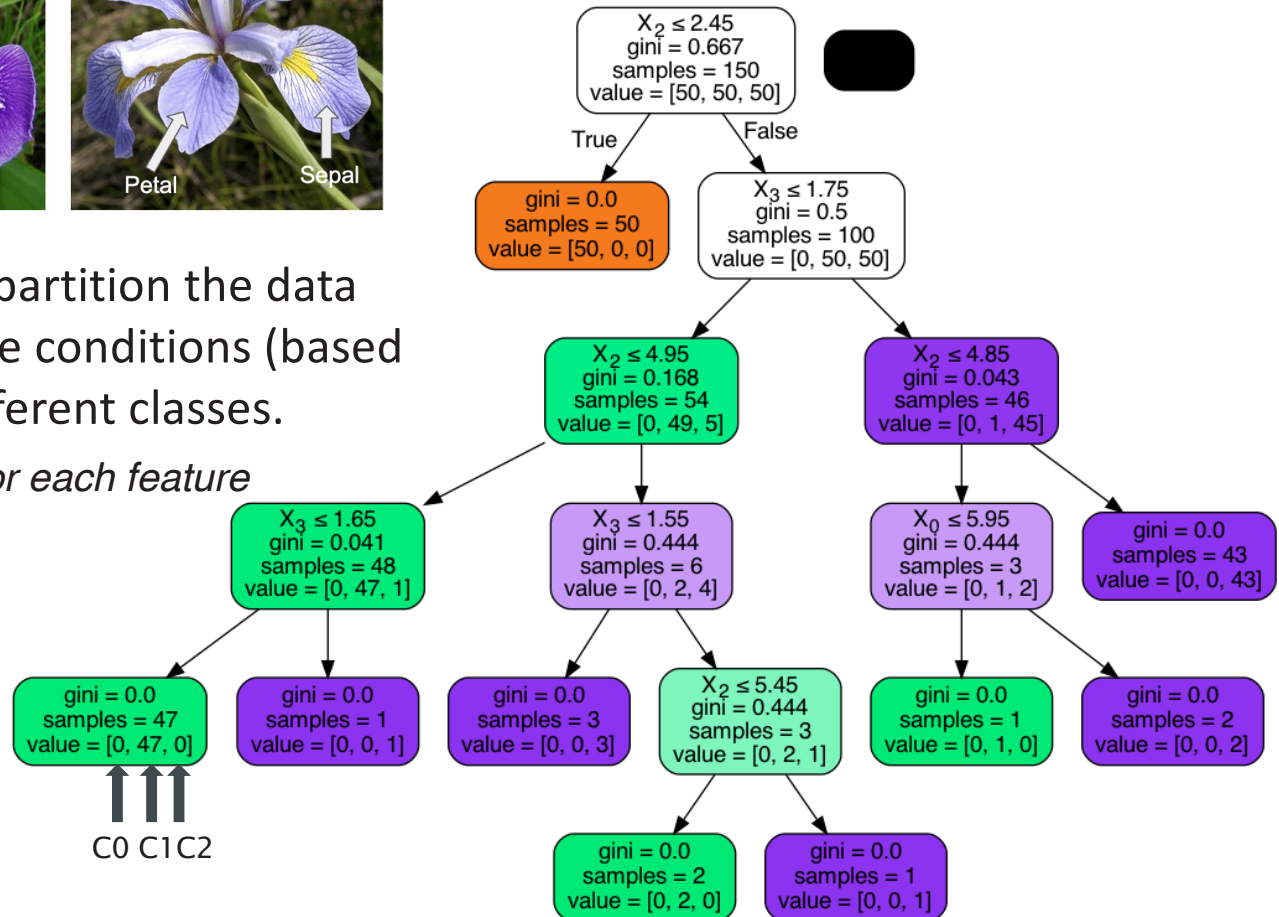 Petal
Sepal
partition the data
e conditions (based
ferent classes.
or each feature
X2 ≤ 2.45
gini = 0.667
samples = 150
value = [50, 50, 50]
True
False
gini = 0.0
samples = 50
value = [50, 0, 0]
X3 ≤ 1.75
gini = 0.5
samples = 100
value = [0, 50, 50]
X2 ≤ 4.95
gini = 0.168
samples = 54
value = [0, 49, 5]
X2 ≤ 4.85
gini = 0.043
samples = 46
value = [0, 1, 45]
X3 ≤ 1.65
gini = 0.041
samples = 48
value = [0, 47, 1]
X3 ≤ 1.55
gini = 0.444
samples = 6
value = [0, 2, 4]
X0 ≤ 5.95
gini = 0.444
samples = 3
value = [0, 1, 2]
gini = 0.0
samples = 43
value = [0, 0, 43]
gini = 0.0
samples = 47
value = [0, 47, 0]
gini = 0.0
samples = 1
value = [0, 0, 1]
gini = 0.0
samples = 3
value = [0, 0, 3]
X2 ≤ 5.45
gini = 0.444
samples = 3
value = [0, 2, 1]
gini = 0.0
samples = 1
value = [0, 1, 0]
gini = 0.0
samples = 2
value = [0, 0, 2]
C0 C1C2
gini = 0.0
samples = 2
value = [0, 2, 0]
gini = 0.0
samples = 1
value = [0, 0, 1]